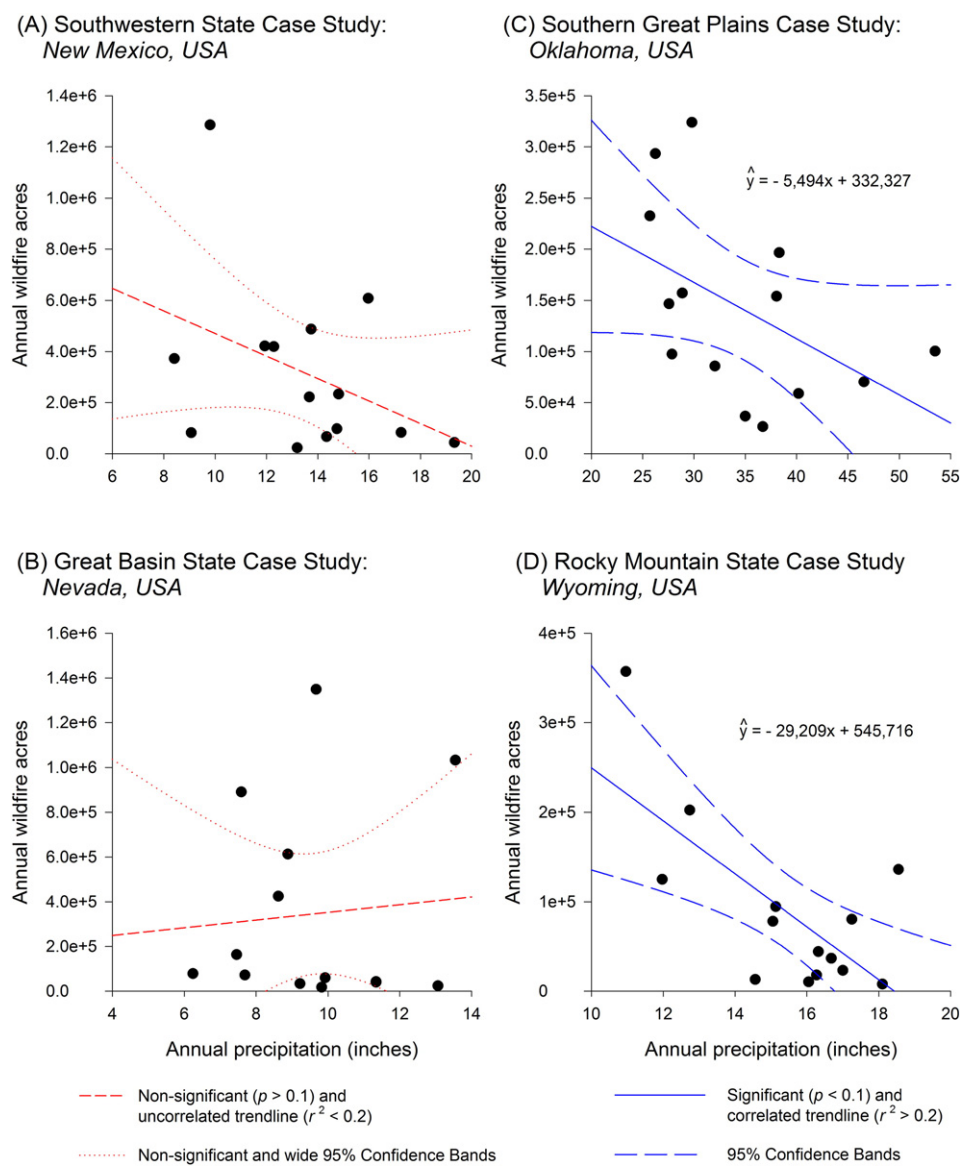 (A) Southwestern State Case Study:
New Mexico, USA
1.4e+6
1.2e+6
1.0e+6
8.0e+5
6.0e+5
4.0e+5
2.0e+5
0.0
Annual wildfire acres
6 8 10 12 14 16 18 20
(C) Southern Great Plains Case Study:
Oklahoma, USA
3.5e+5
3.0e+5
2.5e+5
2.0e+5
1.5e+5
1.0e+5
5.0e+4
0.0
Annual wildfire acres
ŷ = - 5,494x + 332,327
20 25 30 35 40 45 50 55
(B) Great Basin State Case Study:
Nevada, USA
1.6e+6
1.4e+6
1.2e+6
1.0e+6
8.0e+5
6.0e+5
4.0e+5
2.0e+5
0.0
Annual wildfire acres
4 6 8 10 12 14
Annual precipitation (inches)
(D) Rocky Mountain State Case Study
Wyoming, USA
4e+5
3e+5
2e+5
1e+5
0
Annual wildfire acres
ŷ = - 29,209x + 545,716
10 12 14 16 18 20
Annual precipitation (inches)
Non-significant (p > 0.1) and
uncorrelated trendline (r² < 0.2)
Non-significant and wide 95% Confidence Bands
Significant (p < 0.1) and
correlated trendline (r² > 0.2)
95% Confidence Bands